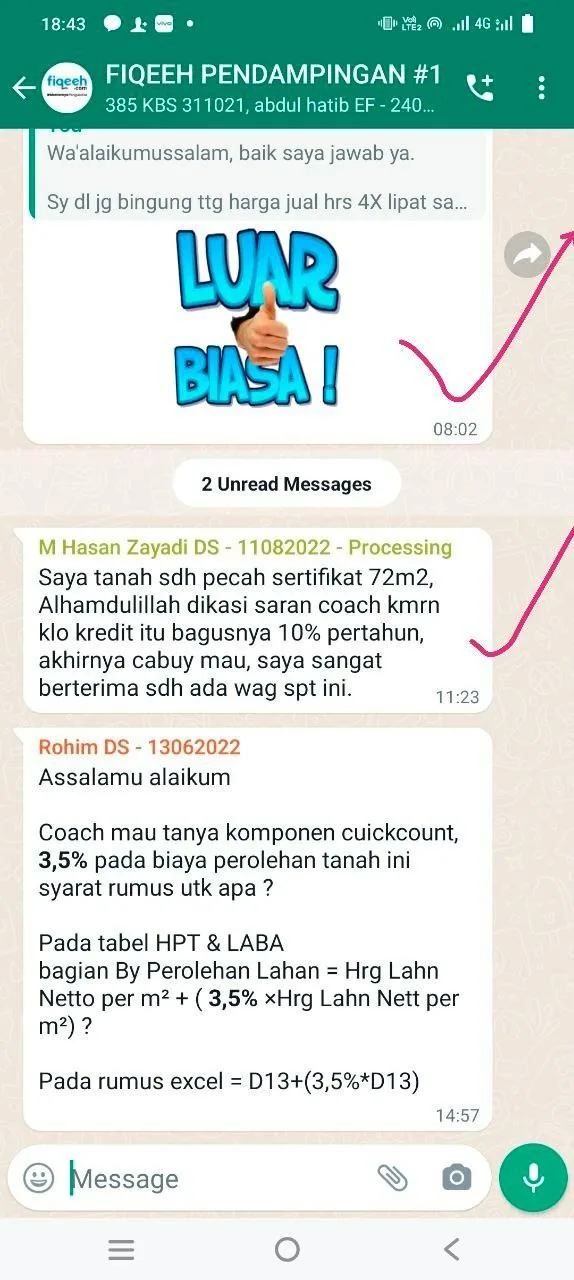 18:43
vivo
Vo))
LTE2
4G
fiqeeh
.com
FIQEEH PENDAMPINGAN #1
385 KBS 311021, abdul hatib EF - 240...
You
Wa'alaikumussalam, baik saya jawab ya.
Sy dl jg bingung ttg harga jual hrs 4X lipat sa...
LUAR
BIASA !
08:02
2 Unread Messages
M Hasan Zayadi DS - 11082022 - Processing
Saya tanah sdh pecah sertifikat 72m2,
Alhamdulillah dikasi saran coach kmrn
klo kredit itu bagusnya 10% pertahun,
akhirnya cabuy mau, saya sangat
berterima sdh ada wag spt ini.
11:23
Rohim DS - 13062022
Assalamu alaikum
Coach mau tanya komponen cuickcount,
3,5% pada biaya perolehan tanah ini
syarat rumus utk apa ?
Pada tabel HPT & LABA
bagian By Perolehan Lahan = Hrg Lahn
Netto per m² + ( 3,5% ×Hrg Lahn Nett per
m²) ?
Pada rumus excel = D13+(3,5%*D13)
14:57
Message